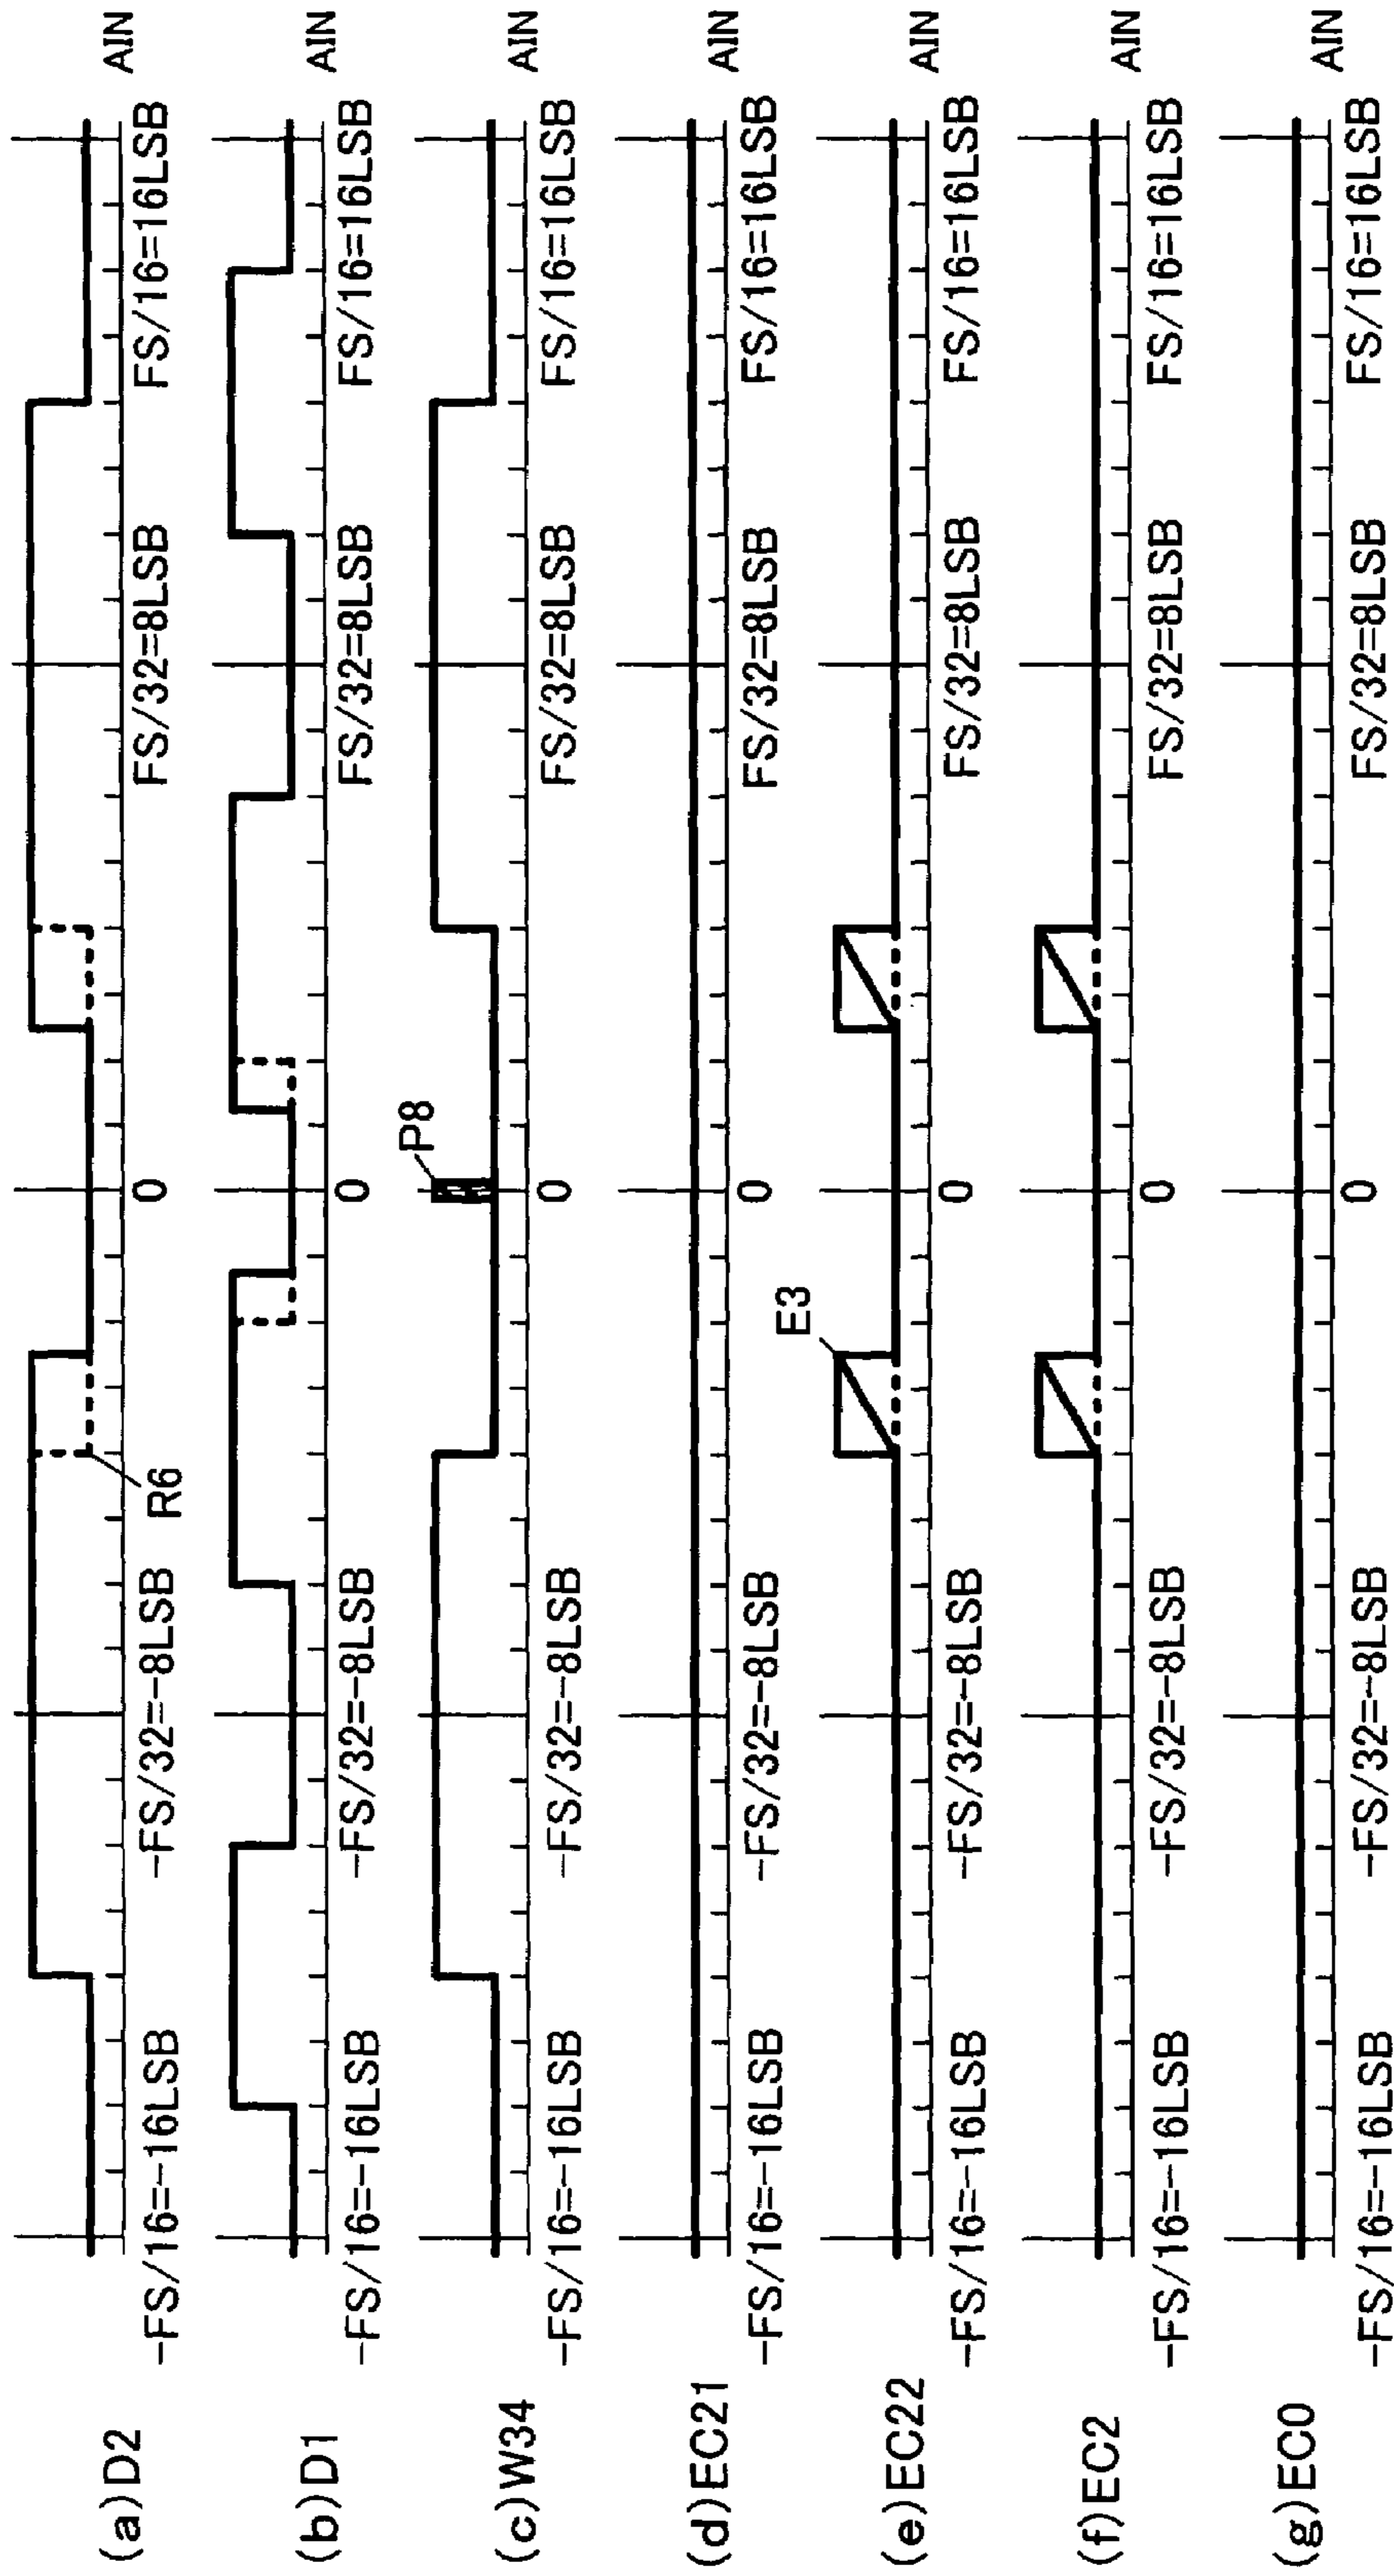 (a)D2
R6
-FS/16=-16LSB -FS/32=-8LSB 0 FS/32=8LSB FS/16=16LSB AIN
(b)D1
-FS/16=-16LSB -FS/32=-8LSB 0 FS/32=8LSB FS/16=16LSB AIN
(c)W34
P8
-FS/16=-16LSB -FS/32=-8LSB 0 FS/32=8LSB FS/16=16LSB AIN
(d)EC21
-FS/16=-16LSB -FS/32=-8LSB 0 FS/32=8LSB FS/16=16LSB AIN
(e)EC22
E3
-FS/16=-16LSB -FS/32=-8LSB 0 FS/32=8LSB FS/16=16LSB AIN
(f)EC2
-FS/16=-16LSB -FS/32=-8LSB 0 FS/32=8LSB FS/16=16LSB AIN
(g)EC0
-FS/16=-16LSB -FS/32=-8LSB 0 FS/32=8LSB FS/16=16LSB AIN